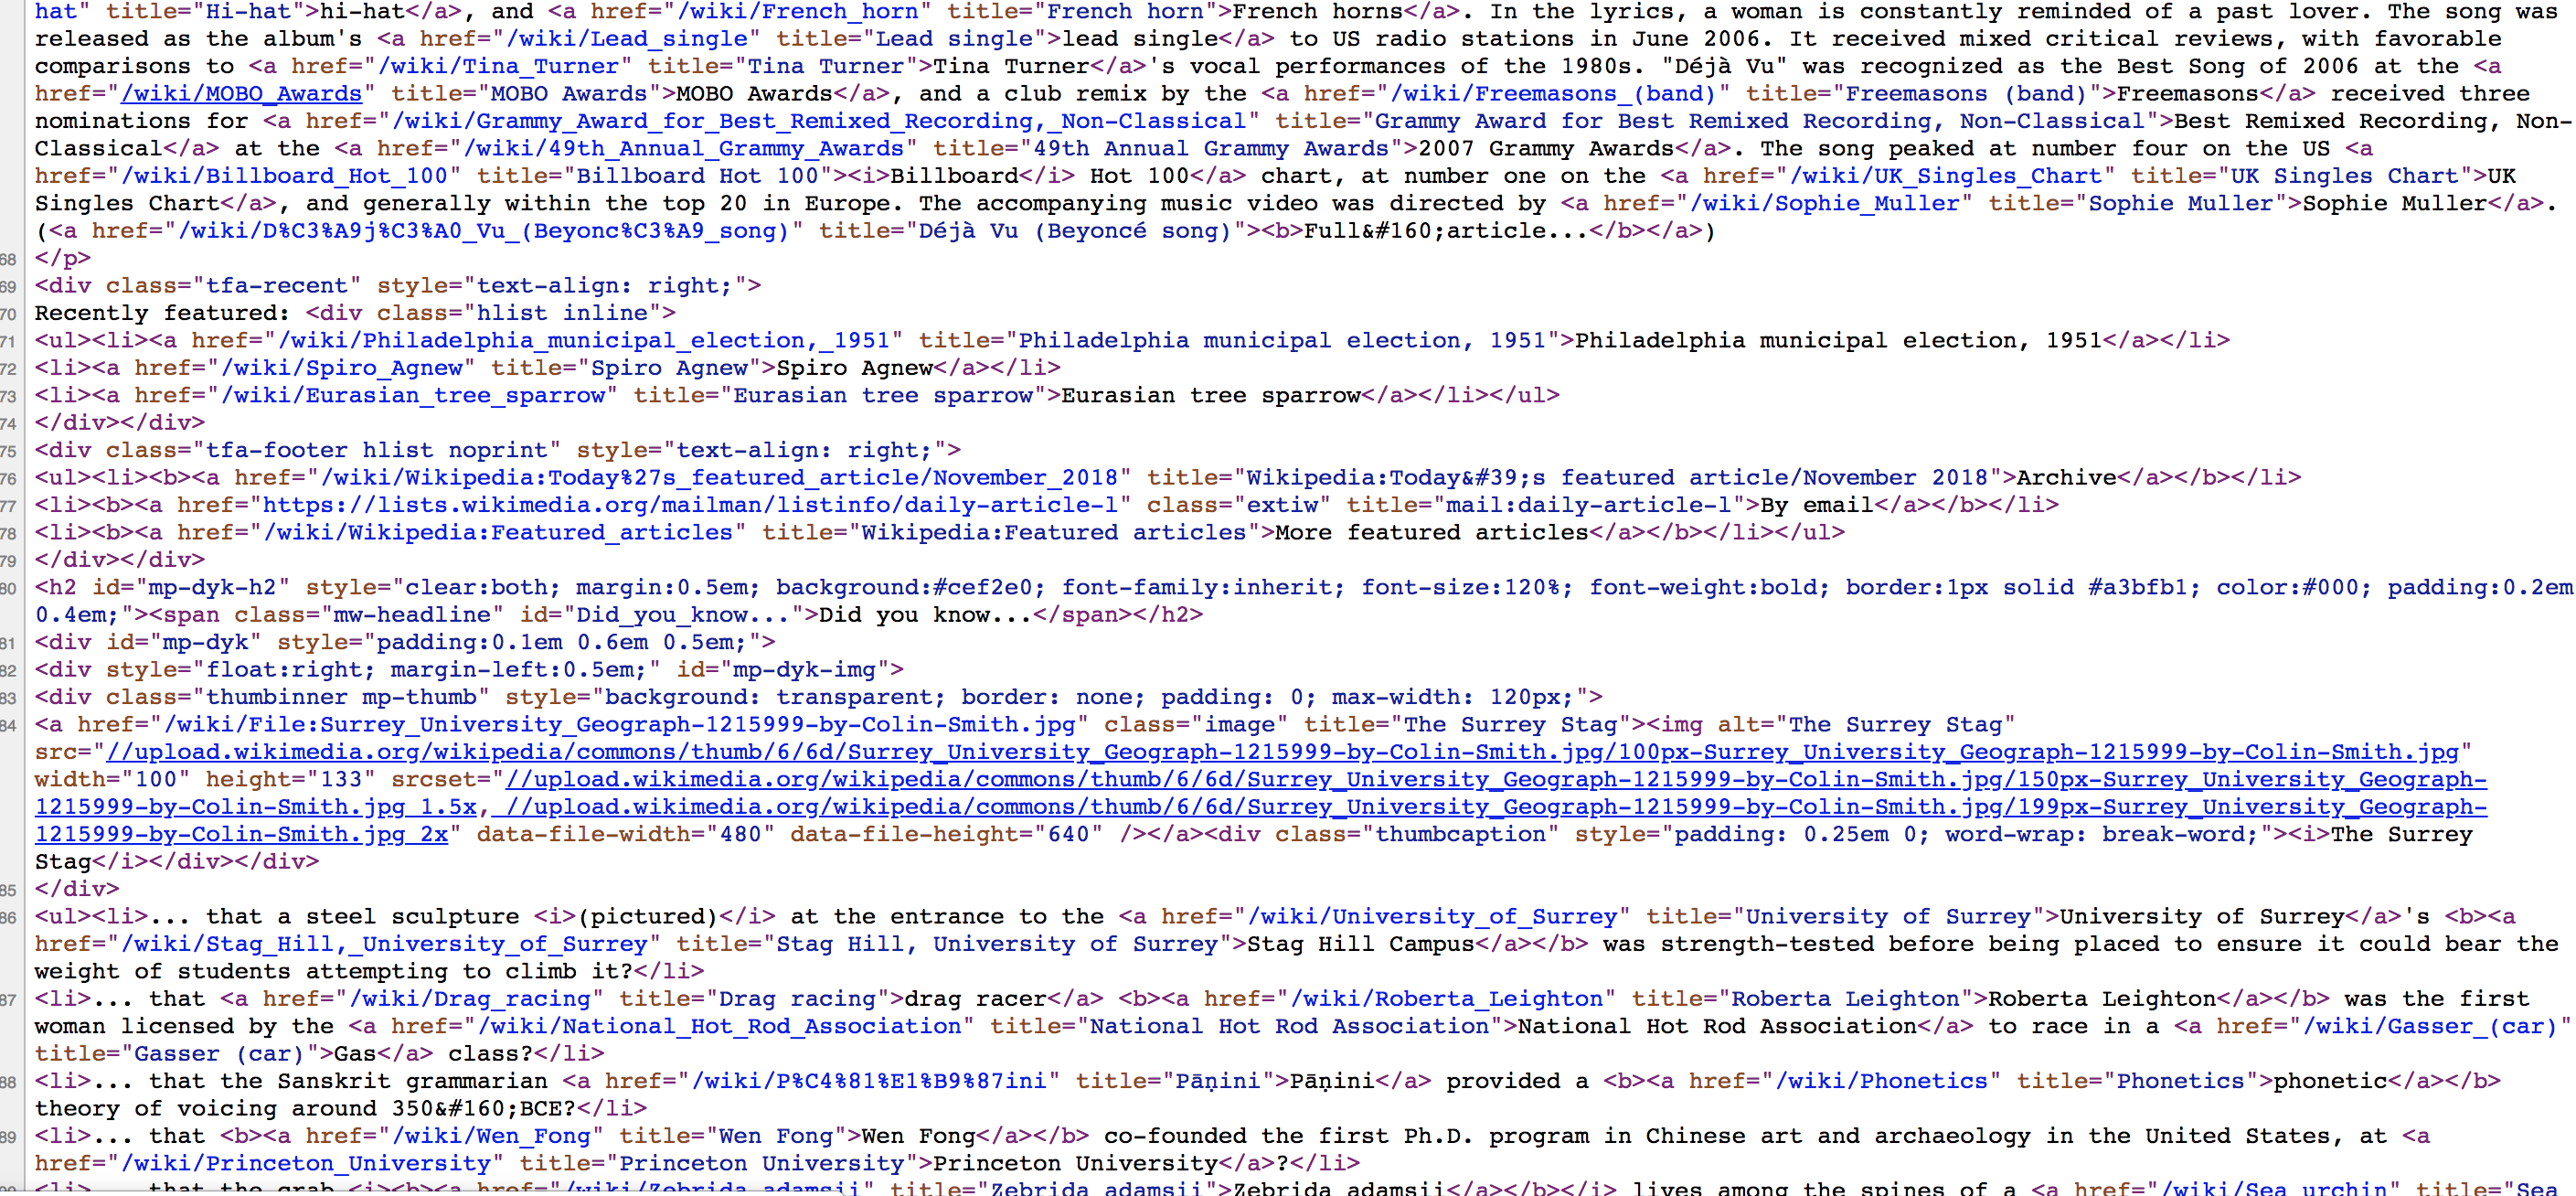 hat" title="Hi-hat">hi-hat</a>, and <a href="/wiki/French_horn" title="French horn">French horns</a>. In the lyrics, a woman is constantly reminded of a past lover. The song was
released as the album's <a href="/wiki/Lead_single" title="Lead single">lead single</a> to US radio stations in June 2006. It received mixed critical reviews, with favorable
comparisons to <a href="/wiki/Tina_Turner" title="Tina Turner">Tina Turner</a>'s vocal performances of the 1980s. "Déjà Vu" was recognized as the Best Song of 2006 at the <a
href="/wiki/MOBO_Awards" title="MOBO Awards">MOBO Awards</a>, and a club remix by the <a href="/wiki/Freemasons_(band)" title="Freemasons (band)">Freemasons</a> received three
nominations for <a href="/wiki/Grammy_Award_for_Best_Remixed_Recording,_Non-Classical" title="Grammy Award for Best Remixed Recording, Non-Classical">Best Remixed Recording, Non-
Classical</a> at the <a href="/wiki/49th_Annual_Grammy_Awards" title="49th Annual Grammy Awards">2007 Grammy Awards</a>. The song peaked at number four on the US <a
href="/wiki/Billboard_Hot_100" title="Billboard Hot 100"><i>Billboard</i> Hot 100</a> chart, at number one on the <a href="/wiki/UK_Singles_Chart" title="UK Singles Chart">UK
Singles Chart</a>, and generally within the top 20 in Europe. The accompanying music video was directed by <a href="/wiki/Sophie_Muller" title="Sophie Muller">Sophie Muller</a>.
(<a href="/wiki/D%C3%A9j%C3%A0_Vu_(Beyonc%C3%A9_song)" title="Déjà Vu (Beyoncé song)"><b>Full&#160;article...</b></a>)
68 </p>
69 <div class="tfa-recent" style="text-align: right;">
70 Recently featured: <div class="hlist inline">
71 <ul><li><a href="/wiki/Philadelphia_municipal_election,_1951" title="Philadelphia municipal election, 1951">Philadelphia municipal election, 1951</a></li>
72 <li><a href="/wiki/Spiro_Agnew" title="Spiro Agnew">Spiro Agnew</a></li>
73 <li><a href="/wiki/Eurasian_tree_sparrow" title="Eurasian tree sparrow">Eurasian tree sparrow</a></li></ul>
74 </div></div>
75 <div class="tfa-footer hlist noprint" style="text-align: right;">
76 <ul><li><b><a href="/wiki/Wikipedia:Today%27s_featured_article/November_2018" title="Wikipedia:Today&#39;s featured article/November 2018">Archive</a></b></li>
77 <li><b><a href="https://lists.wikimedia.org/mailman/listinfo/daily-article-l" class="extiw" title="mail:daily-article-l">By email</a></b></li>
78 <li><b><a href="/wiki/Wikipedia:Featured_articles" title="Wikipedia:Featured articles">More featured articles</a></b></li></ul>
79 </div></div>
80 <h2 id="mp-dyk-h2" style="clear:both; margin:0.5em; background:#cef2e0; font-family:inherit; font-size:120%; font-weight:bold; border:1px solid #a3bfb1; color:#000; padding:0.2em
0.4em;"><span class="mw-headline" id="Did_you_know...">Did you know...</span></h2>
81 <div id="mp-dyk" style="padding:0.1em 0.6em 0.5em;">
82 <div style="float:right; margin-left:0.5em;" id="mp-dyk-img">
83 <div class="thumbinner mp-thumb" style="background: transparent; border: none; padding: 0; max-width: 120px;">
84 <a href="/wiki/File:Surrey_University_Geograph-1215999-by-Colin-Smith.jpg" class="image" title="The Surrey Stag"><img alt="The Surrey Stag"
src="//upload.wikimedia.org/wikipedia/commons/thumb/6/6d/Surrey_University_Geograph-1215999-by-Colin-Smith.jpg/100px-Surrey_University_Geograph-1215999-by-Colin-Smith.jpg"
width="100" height="133" srcset="//upload.wikimedia.org/wikipedia/commons/thumb/6/6d/Surrey_University_Geograph-1215999-by-Colin-Smith.jpg/150px-Surrey_University_Geograph-
1215999-by-Colin-Smith.jpg 1.5x, //upload.wikimedia.org/wikipedia/commons/thumb/6/6d/Surrey_University_Geograph-1215999-by-Colin-Smith.jpg/199px-Surrey_University_Geograph-
1215999-by-Colin-Smith.jpg 2x" data-file-width="480" data-file-height="640" /></a><div class="thumbcaption" style="padding: 0.25em 0; word-wrap: break-word;"><i>The Surrey
Stag</i></div></div>
85 </div>
86 <ul><li>... that a steel sculpture <i>(pictured)</i> at the entrance to the <a href="/wiki/University_of_Surrey" title="University of Surrey">University of Surrey</a>'s <b><a
href="/wiki/Stag_Hill,_University_of_Surrey" title="Stag Hill, University of Surrey">Stag Hill Campus</a></b> was strength-tested before being placed to ensure it could bear the
weight of students attempting to climb it?</li>
87 <li>... that <a href="/wiki/Drag_racing" title="Drag racing">drag racer</a> <b><a href="/wiki/Roberta_Leighton" title="Roberta Leighton">Roberta Leighton</a></b> was the first
woman licensed by the <a href="/wiki/National_Hot_Rod_Association" title="National Hot Rod Association">National Hot Rod Association</a> to race in a <a href="/wiki/Gasser_(car)"
title="Gasser (car)">Gas</a> class?</li>
88 <li>... that the Sanskrit grammarian <a href="/wiki/P%C4%81%E1%B9%87ini" title="Pāṇini">Pāṇini</a> provided a <b><a href="/wiki/Phonetics" title="Phonetics">phonetic</a></b>
theory of voicing around 350&#160;BCE?</li>
89 <li>... that <b><a href="/wiki/Wen_Fong" title="Wen Fong">Wen Fong</a></b> co-founded the first Ph.D. program in Chinese art and archaeology in the United States, at <a
href="/wiki/Princeton_University" title="Princeton University">Princeton University</a>?</li>
90 <li>... that the crab <i><b><a href="/wiki/Zebrida_adamsii" title="Zebrida adamsii">Zebrida adamsii</a></b></i> lives among the spines of a <a href="/wiki/Sea_urchin" title="Sea